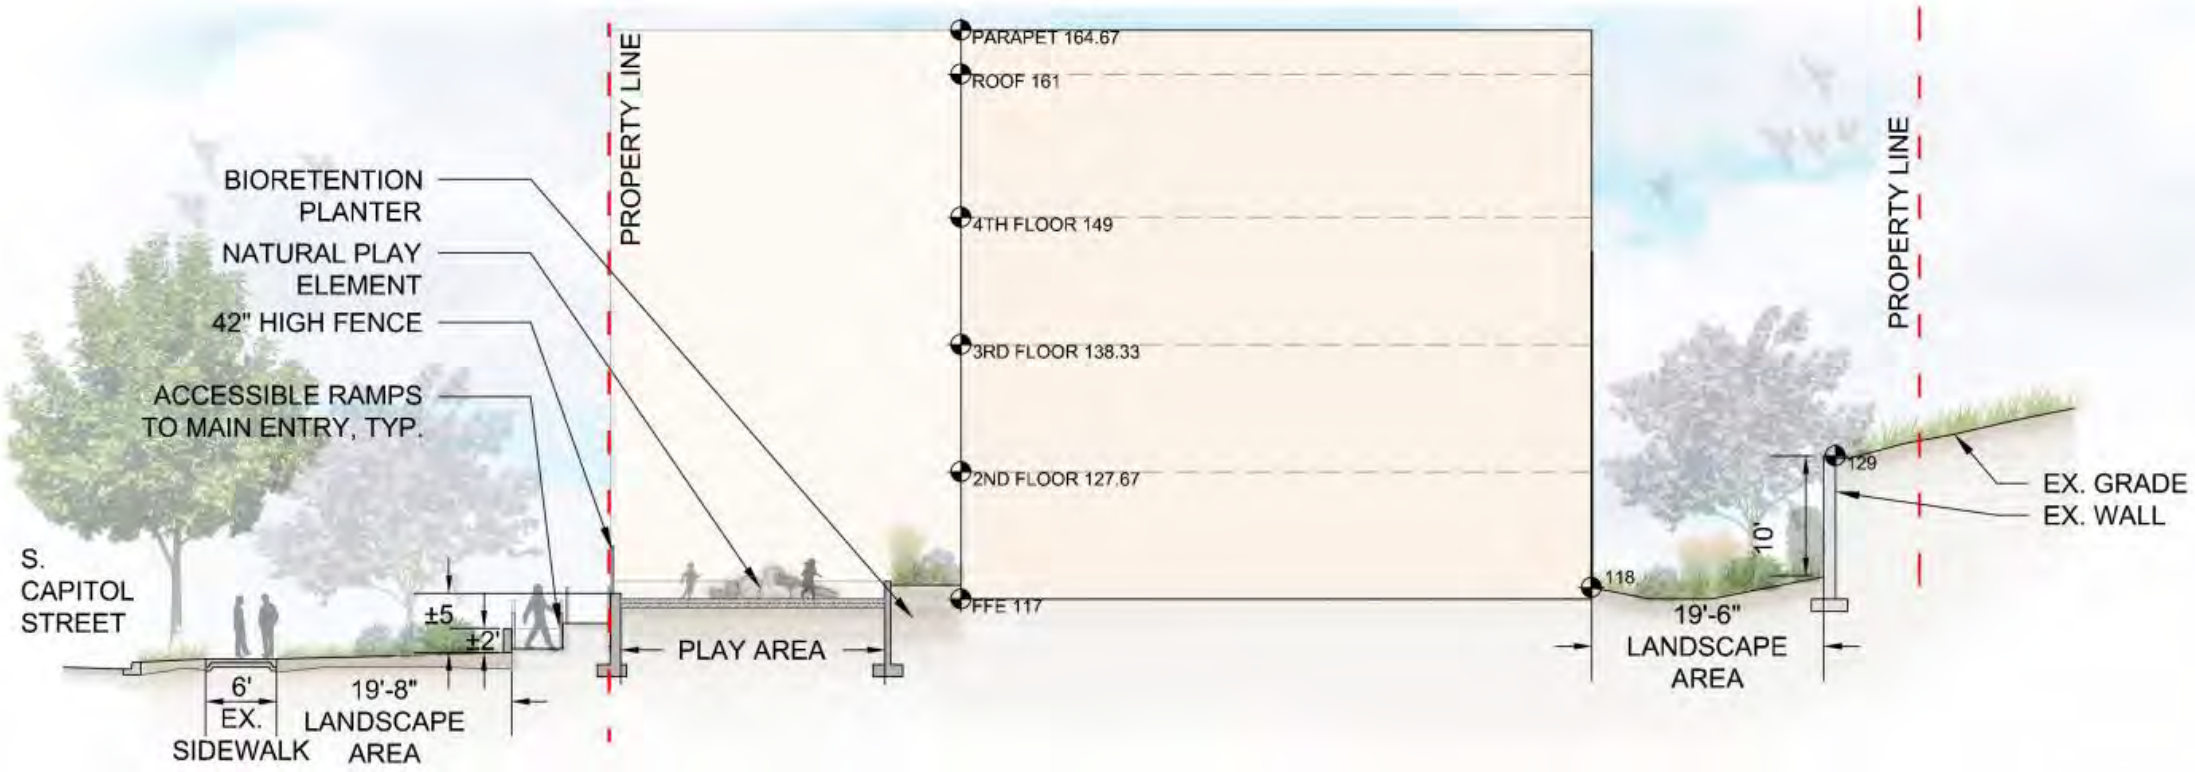 PARAPET 164.67
ROOF 161
PROPERTY LINE
PROPERTY LINE
BIORETENTION
PLANTER
NATURAL PLAY
ELEMENT
42" HIGH FENCE
ACCESSIBLE RAMPS
TO MAIN ENTRY, TYP.
4TH FLOOR 149
3RD FLOOR 138.33
2ND FLOOR 127.67
FFE 117
129
EX. GRADE
EX. WALL
10'
118
S.
CAPITOL
STREET
±5
±2'
PLAY AREA
19'-6"
LANDSCAPE
AREA
6'
EX.
SIDEWALK
19'-8"
LANDSCAPE
AREA